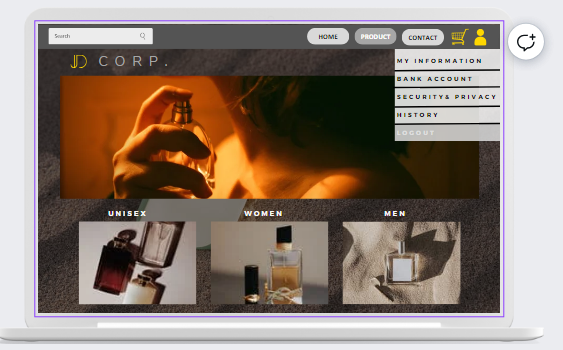 Search
HOME
PRODUCT
CONTACT
JD CORP.
MY INFORMATION
BANK ACCOUNT
SECURITY& PRIVACY
HISTORY
LOGOUT
UNISEX
WOMEN
MEN